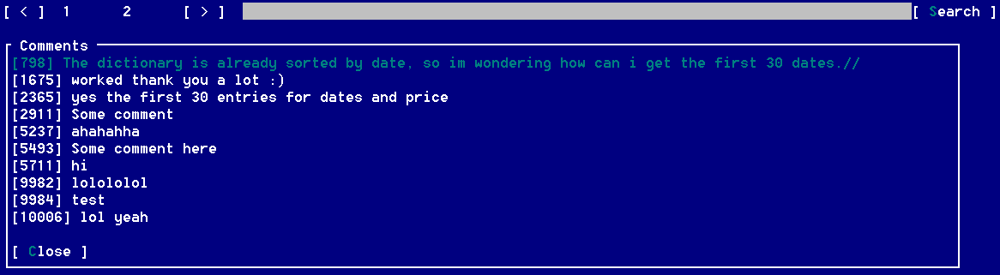 [ < ] 1 2 [ > ] [ Search ]
Comments
[798] The dictionary is already sorted by date, so im wondering how can i get the first 30 dates.//
[1675] worked thank you a lot :)
[2365] yes the first 30 entries for dates and price
[2911] Some comment
[5237] ahahahha
[5493] Some comment here
[5711] hi
[9982] lolololol
[9984] test
[10006] lol yeah
[ Close ]